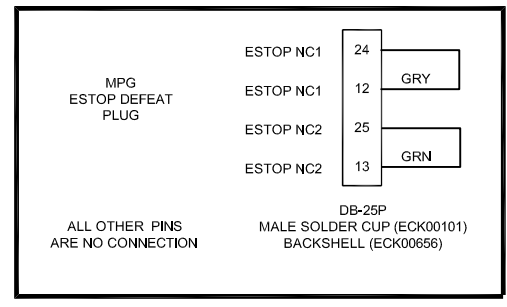 MPG
ESTOP DEFEAT
PLUG
ESTOP NC1 24
ESTOP NC1 12
GRY
ESTOP NC2 25
ESTOP NC2 13
GRN
ALL OTHER PINS
ARE NO CONNECTION
DB-25P
MALE SOLDER CUP (ECK00101)
BACKSHELL (ECK00656)